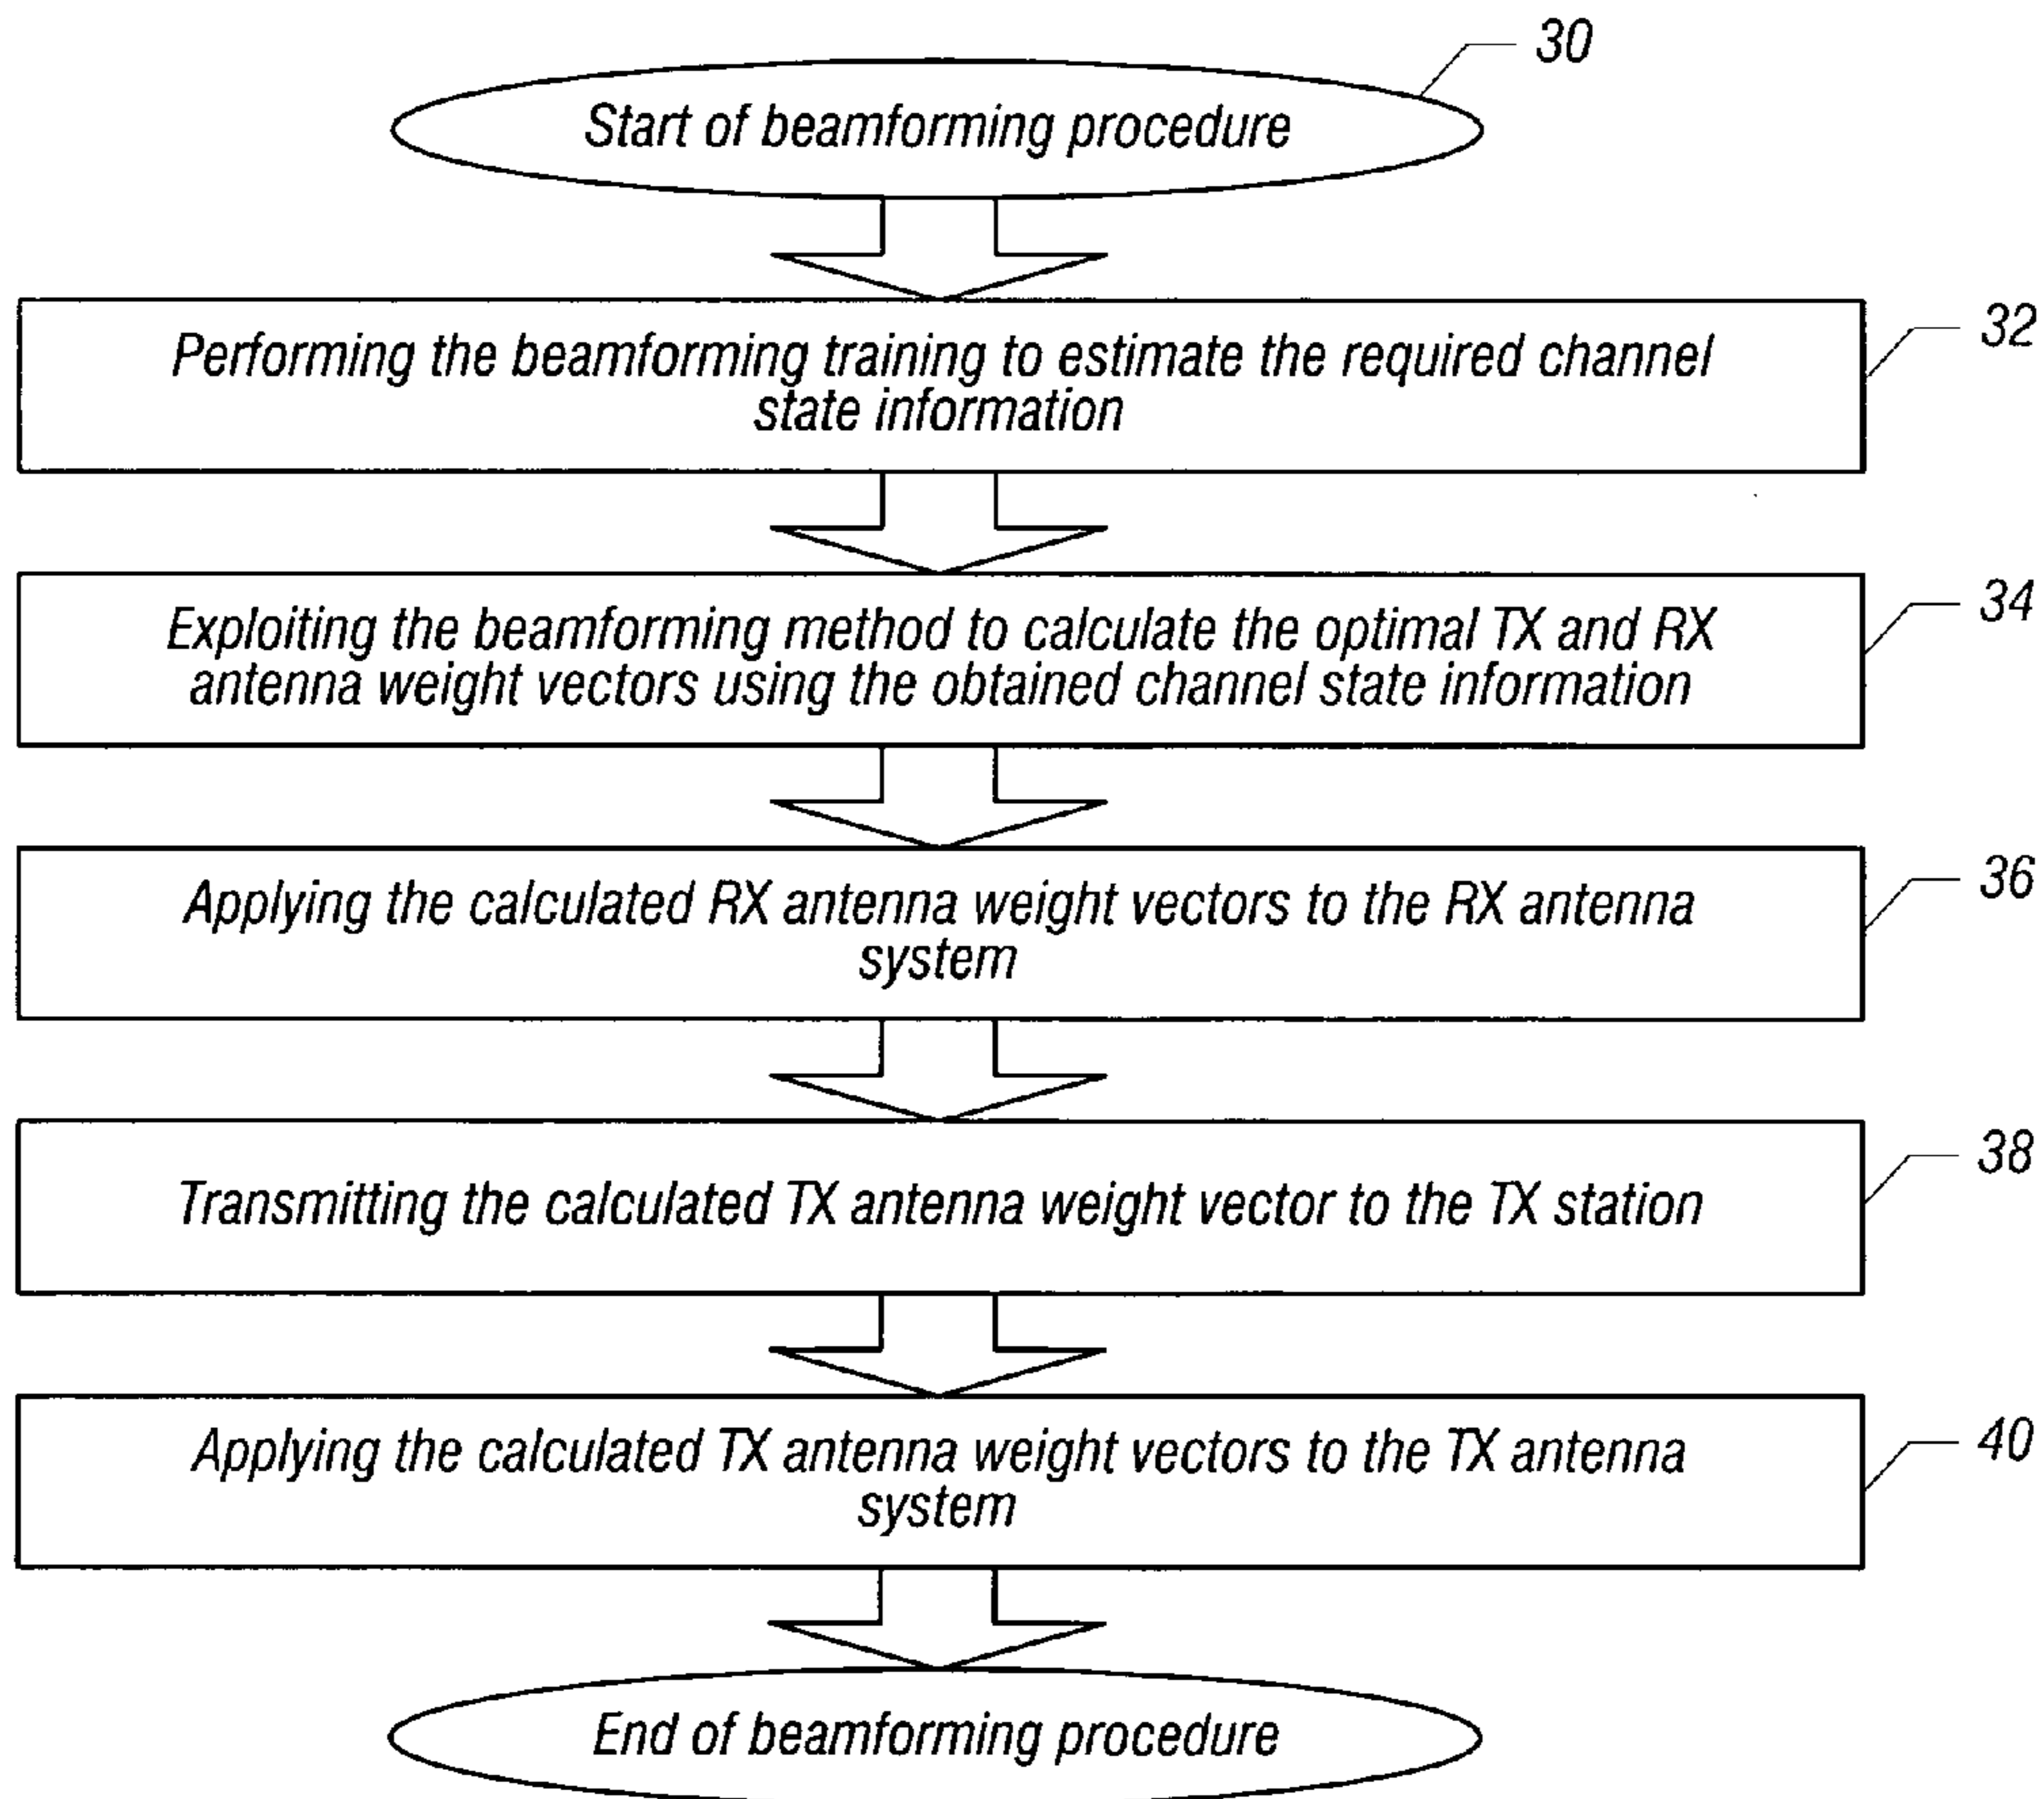 30
Start of beamforming procedure
32
Performing the beamforming training to estimate the required channel
state information
34
Exploiting the beamforming method to calculate the optimal TX and RX
antenna weight vectors using the obtained channel state information
36
Applying the calculated RX antenna weight vectors to the RX antenna
system
38
Transmitting the calculated TX antenna weight vector to the TX station
40
Applying the calculated TX antenna weight vectors to the TX antenna
system
End of beamforming procedure